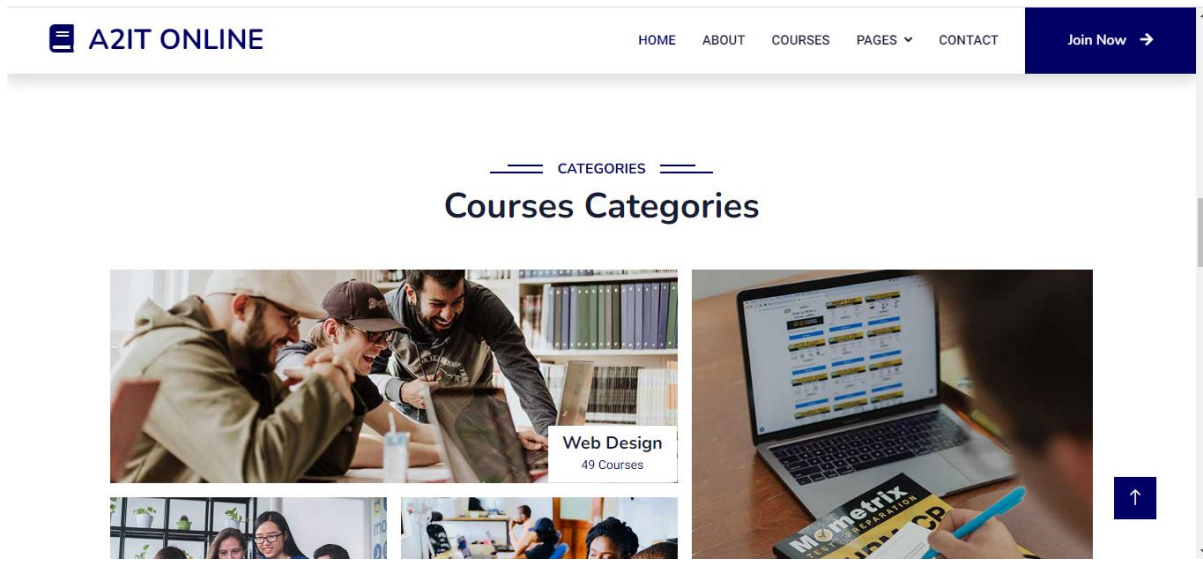 A2IT ONLINE
HOME ABOUT COURSES PAGES CONTACT Join Now →
CATEGORIES
Courses Categories
Web Design
49 Courses
Mometrix
TEST PREPARATION